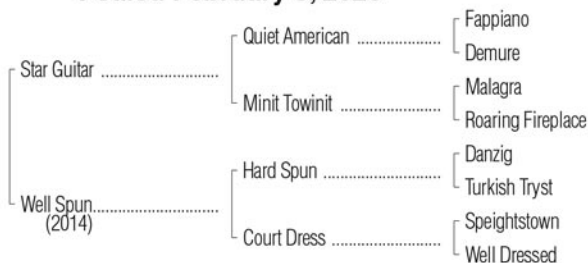 Star Guitar
Well Spun
(2014)
Quiet American
Minit Towinit
Hard Spun
Court Dress
Fappiano
Demure
Malagra
Roaring Fireplace
Danzig
Turkish Tryst
Speightstown
Well Dressed